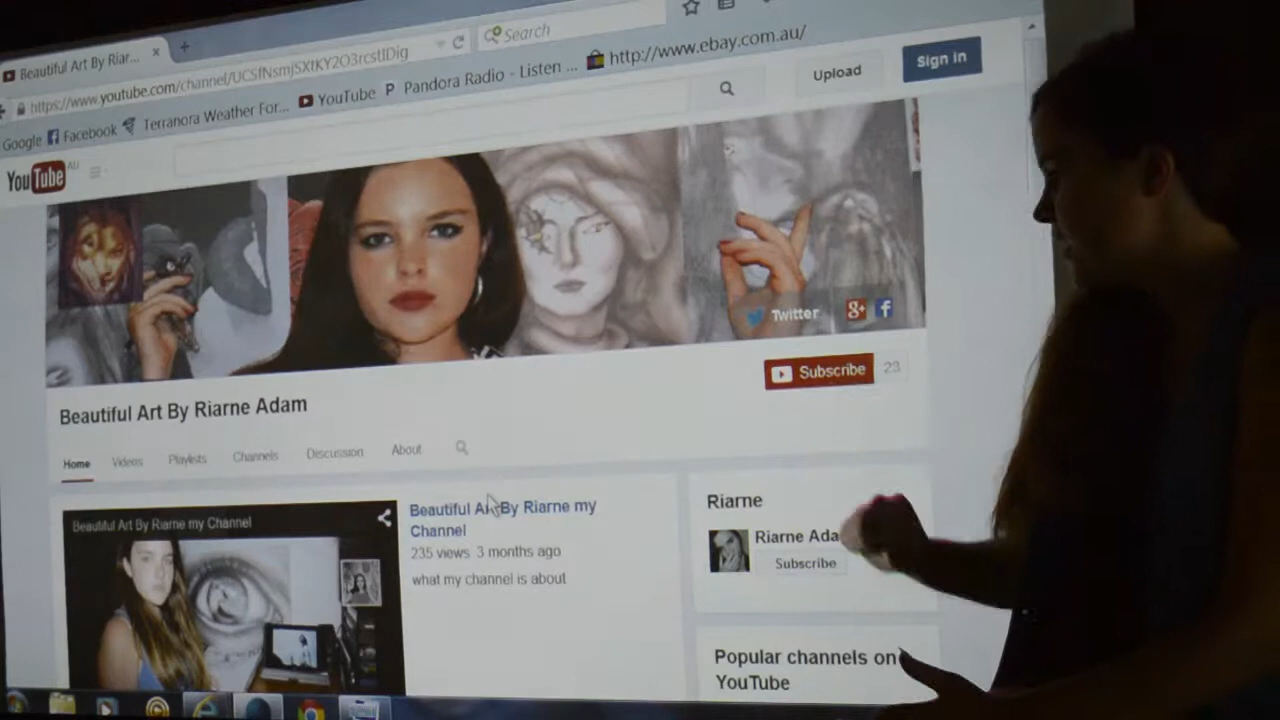 Beautiful Art By Riar...
Search
https://www.youtube.com/channel/
Google Facebook Terranora Weather For... YouTube Pandora Radio - Listen ... http://www.ebay.com.au/
YouTube AU
Upload Sign in
Twitter
Subscribe 23
Beautiful Art By Riarne Adam
Home Videos Playlists Channels Discussion About
Beautiful Art By Riarne my Channel
Beautiful Art By Riarne my
Channel
235 views 3 months ago
what my channel is about
Riarne
Riarne Ada
Subscribe
Popular channels on
YouTube